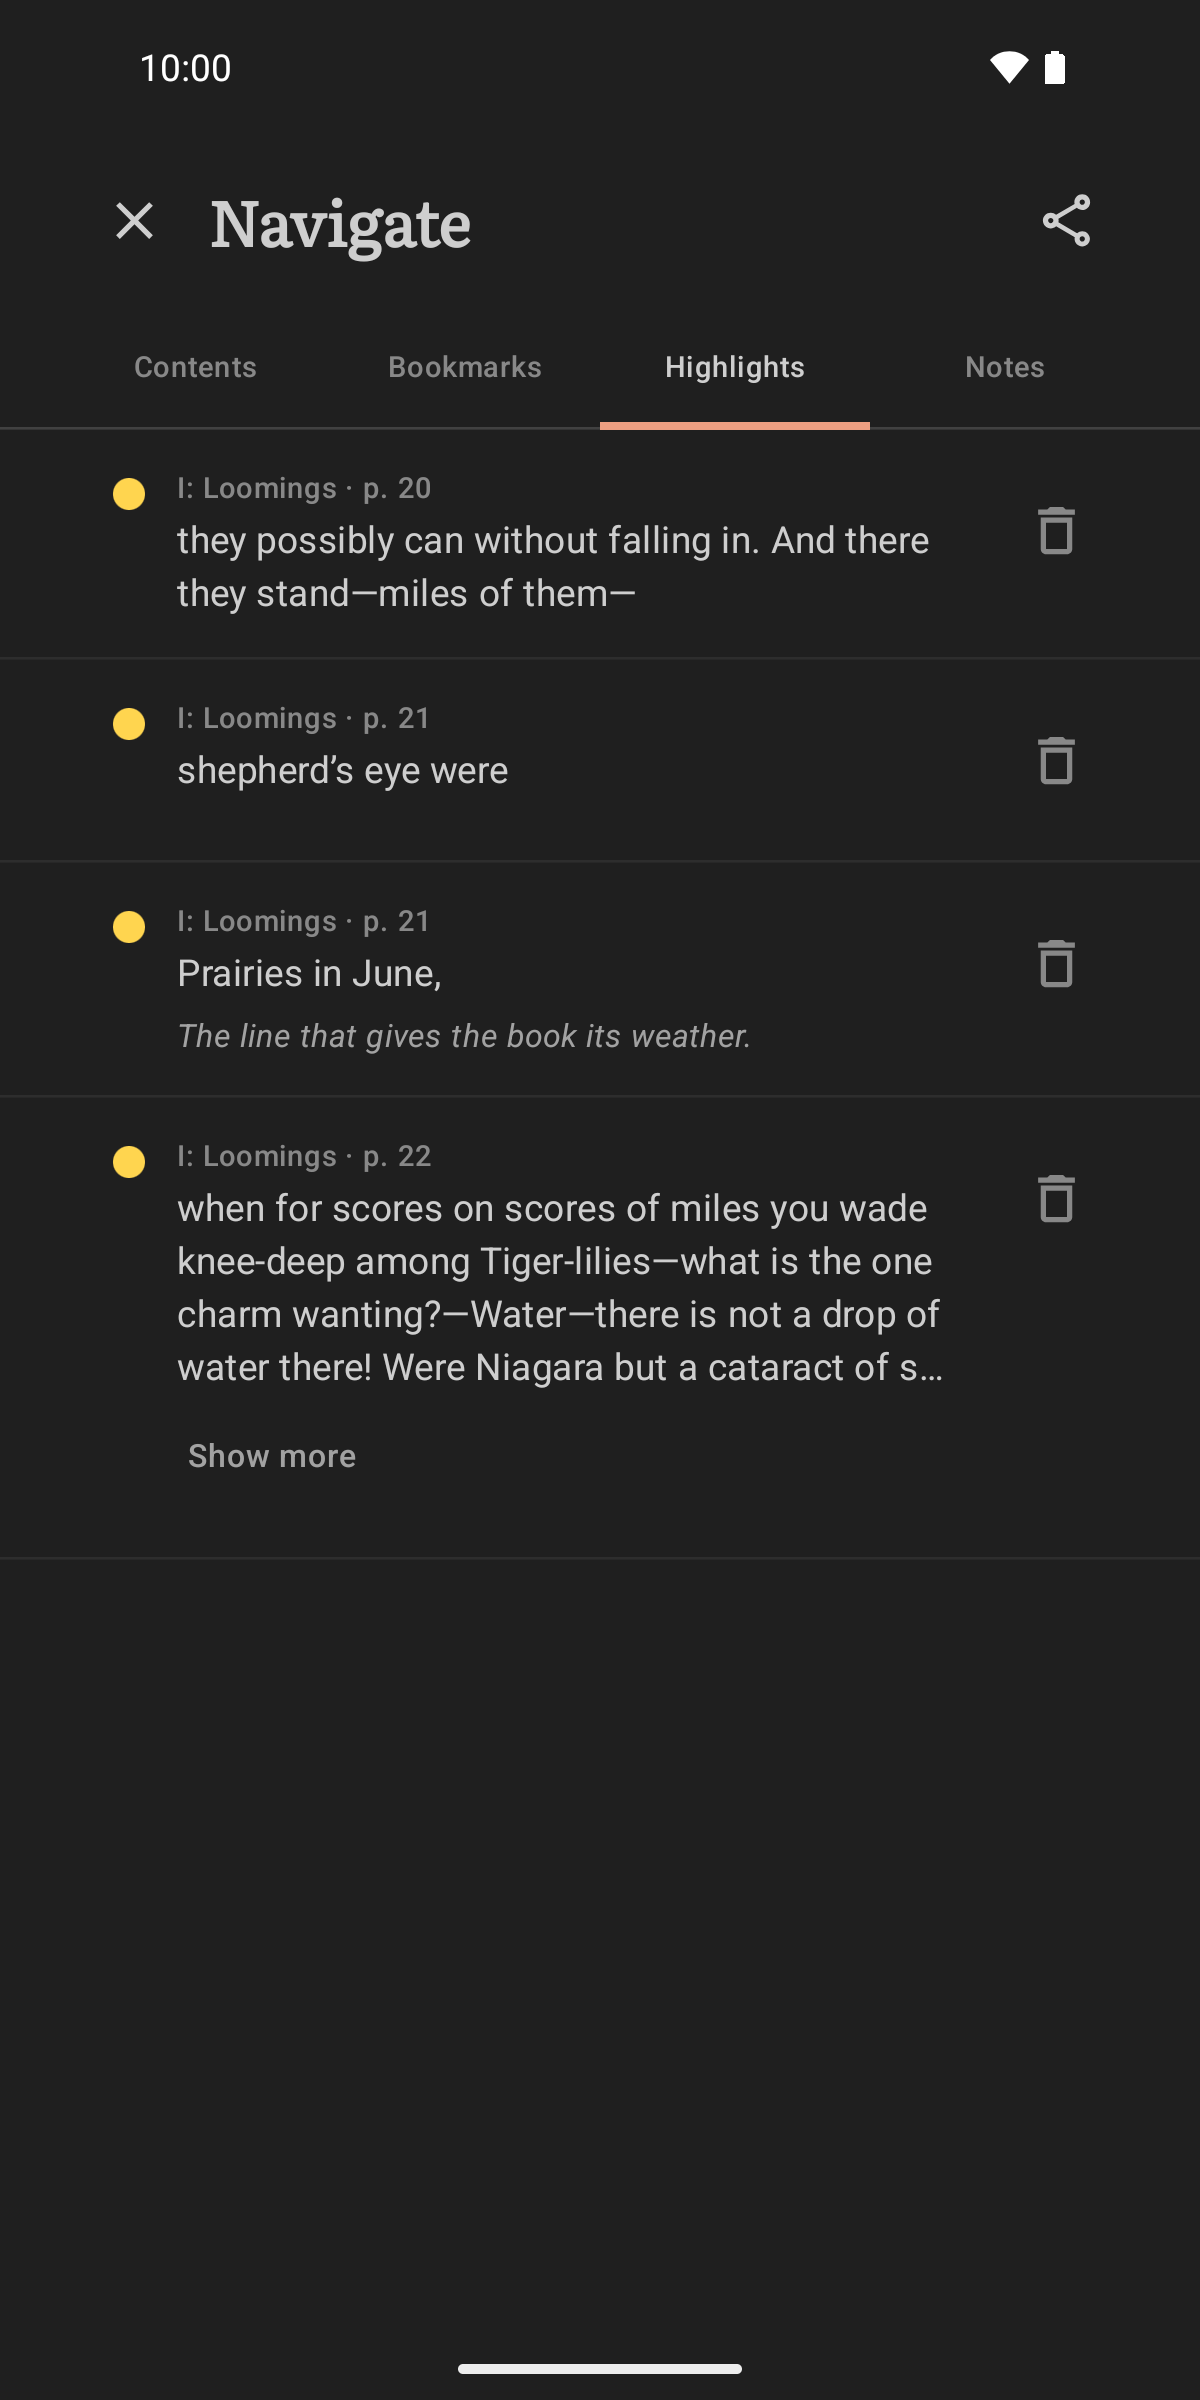 10:00
Navigate
Contents
Bookmarks
Highlights
Notes
I: Loomings · p. 20
they possibly can without falling in. And there
they stand—miles of them—
I: Loomings · p. 21
shepherd’s eye were
I: Loomings · p. 21
Prairies in June,
The line that gives the book its weather.
I: Loomings · p. 22
when for scores on scores of miles you wade
knee-deep among Tiger-lilies—what is the one
charm wanting?—Water—there is not a drop of
water there! Were Niagara but a cataract of s…
Show more